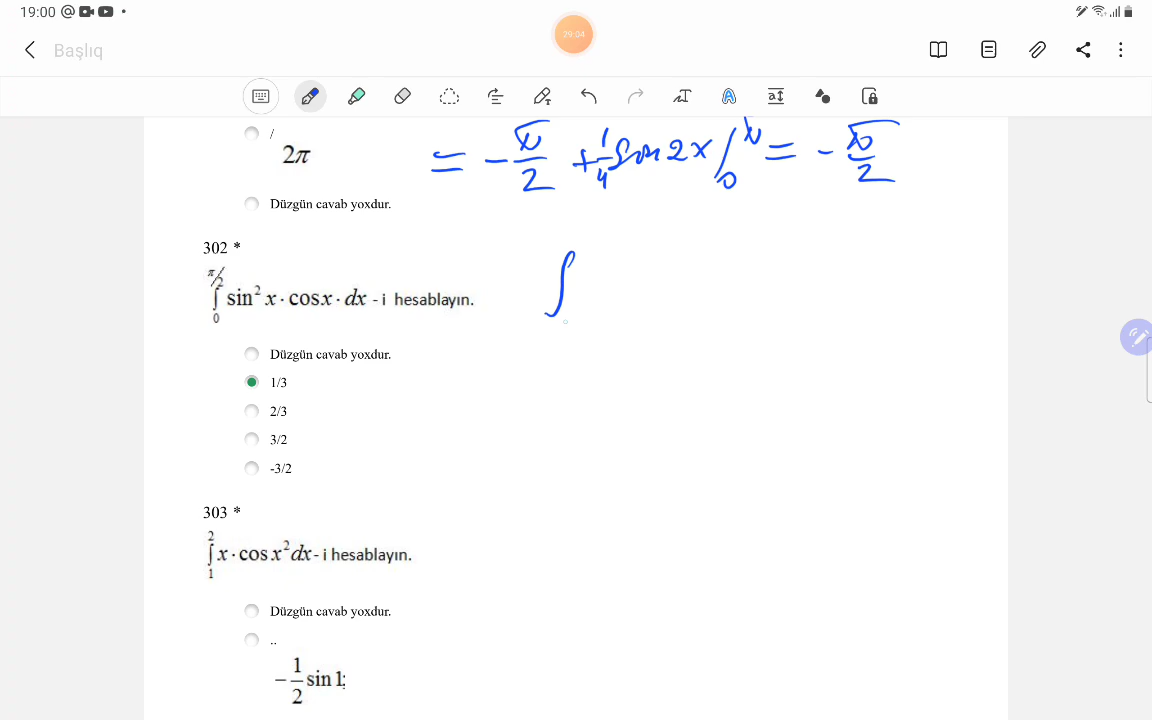 19:00
29:04
Başlıq
/
2π
= -π/2 + 1/4 sin 2x |₀^π = -π/2
Düzgün cavab yoxdur.
302 *
∫₀^(π/2) sin² x · cos x · dx - i hesablayın.
∫
Düzgün cavab yoxdur.
1/3
2/3
3/2
-3/2
303 *
∫₁² x · cos x² dx - i hesablayın.
Düzgün cavab yoxdur.
..
-1/2 sin 1;